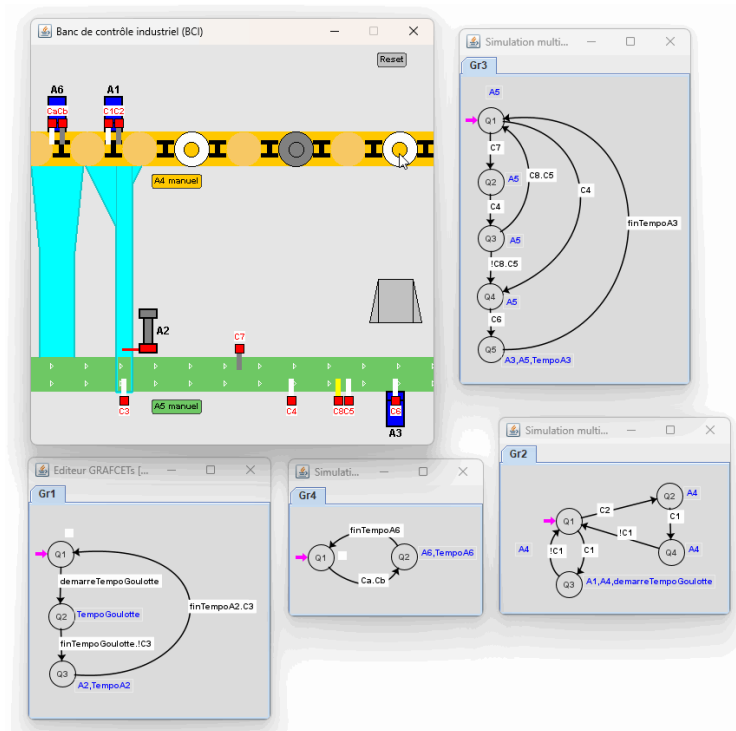 Banc de contrôle industriel (BCI)
Reset
A6
A1
CaCb
C1C2
A4 manuel
A2
C7
C3
A5 manuel
C4
C8C5
C6
A3
Simulation multi...
Gr3
A5
Q1
C7
Q2
A5
C8.C5
C4
C4
finTempoA3
Q3
A5
!C8.C5
Q4
A5
C6
Q5
A3,A5,TempoA3
Editeur GRAFCETs [...
Gr1
Q1
demarreTempoGoulotte
finTempoA2.C3
Q2
TempoGoulotte
finTempoGoulotte.!C3
Q3
A2,TempoA2
Simulati...
Gr4
finTempoA6
Q1
Q2
A6,TempoA6
Ca.Cb
Simulation multi...
Gr2
Q2
A4
C2
C1
Q1
!C1
A4
!C1
C1
Q4
A4
Q3
A1,A4,demarreTempoGoulotte